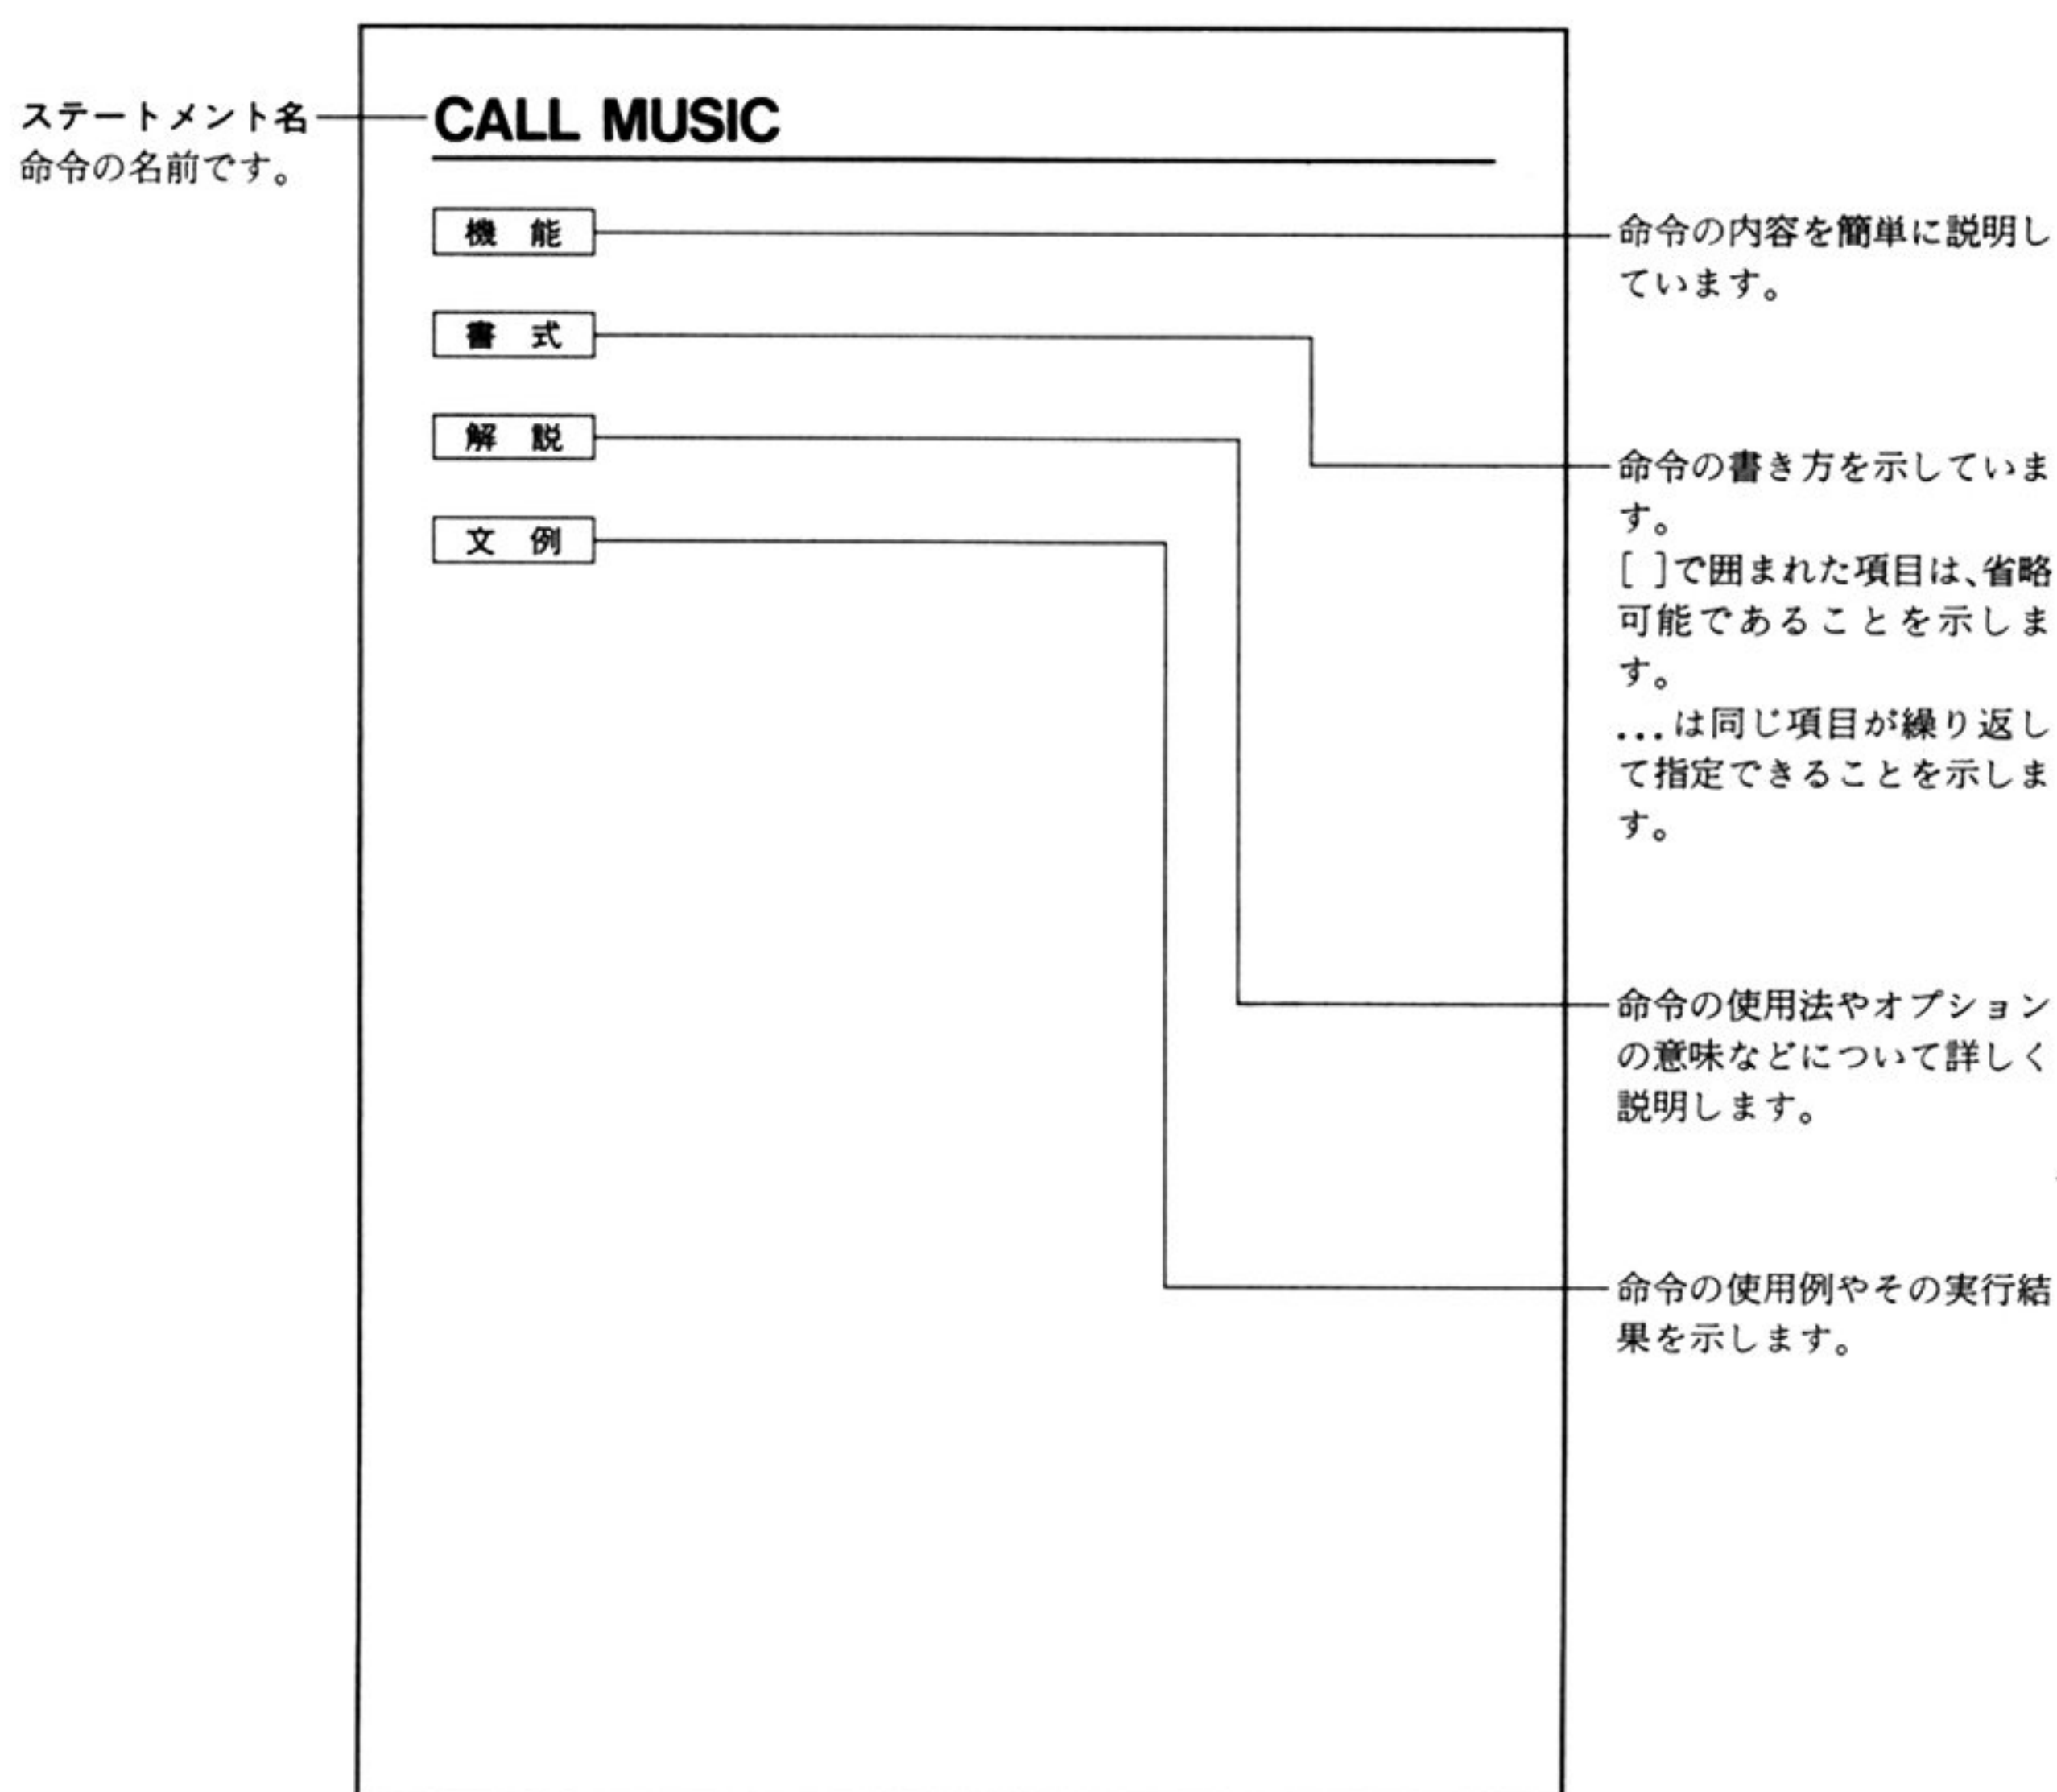 ステートメント名
命令の名前です。
CALL MUSIC
機 能
命令の内容を簡単に説明し
ています。
書 式
命令の書き方を示していま
す。
[ ]で囲まれた項目は、省略
可能であることを示しま
す。
...は同じ項目が繰り返し
て指定できることを示しま
す。
解 説
命令の使用法やオプション
の意味などについて詳しく
説明します。
文 例
命令の使用例やその実行結
果を示します。